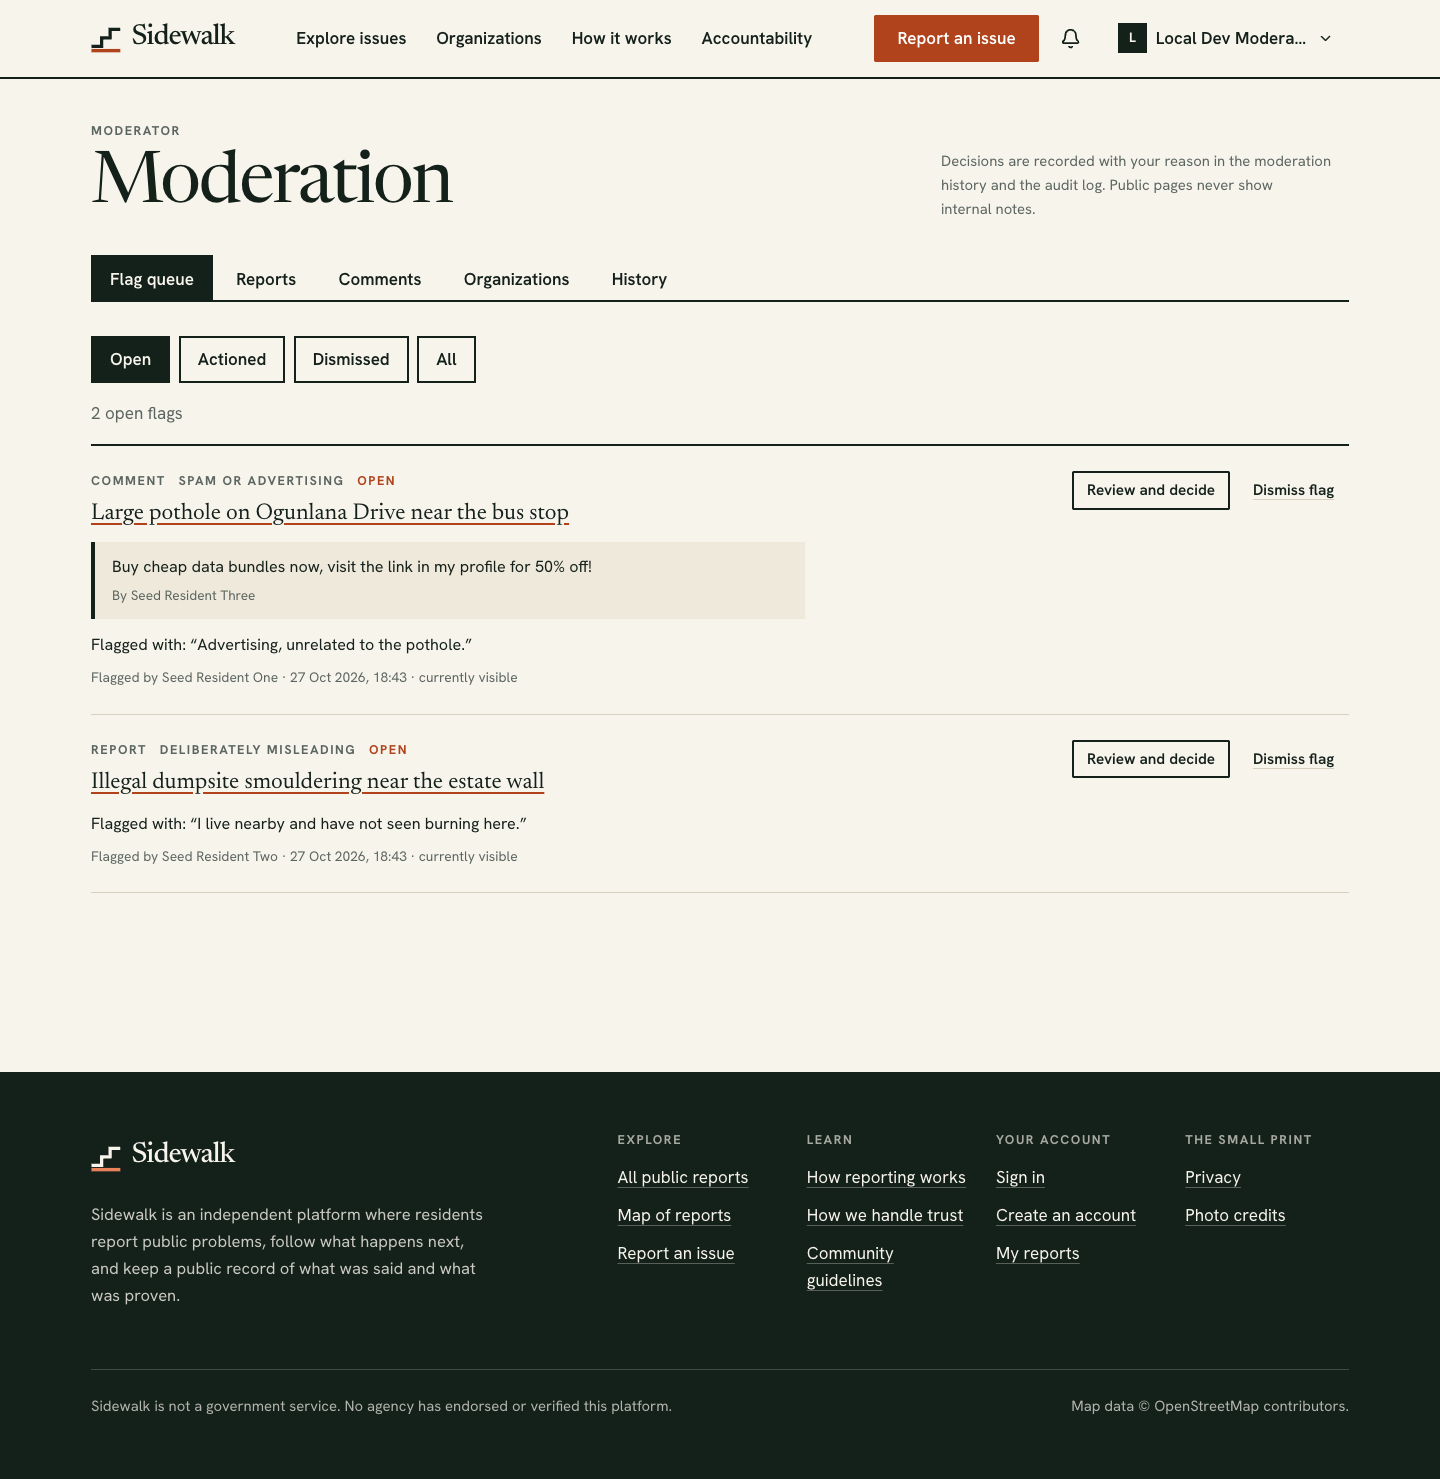 Sidewalk
Explore issues
Organizations
How it works
Accountability
Report an issue
L
Local Dev Modera...
MODERATOR
Moderation
Decisions are recorded with your reason in the moderation
history and the audit log. Public pages never show
internal notes.
Flag queue
Reports
Comments
Organizations
History
Open
Actioned
Dismissed
All
2 open flags
COMMENT SPAM OR ADVERTISING OPEN
Review and decide
Dismiss flag
Large pothole on Ogunlana Drive near the bus stop
Buy cheap data bundles now, visit the link in my profile for 50% off!
By Seed Resident Three
Flagged with: “Advertising, unrelated to the pothole.”
Flagged by Seed Resident One · 27 Oct 2026, 18:43 · currently visible
REPORT DELIBERATELY MISLEADING OPEN
Review and decide
Dismiss flag
Illegal dumpsite smouldering near the estate wall
Flagged with: “I live nearby and have not seen burning here.”
Flagged by Seed Resident Two · 27 Oct 2026, 18:43 · currently visible
Sidewalk
Sidewalk is an independent platform where residents
report public problems, follow what happens next,
and keep a public record of what was said and what
was proven.
EXPLORE
All public reports
Map of reports
Report an issue
LEARN
How reporting works
How we handle trust
Community
guidelines
YOUR ACCOUNT
Sign in
Create an account
My reports
THE SMALL PRINT
Privacy
Photo credits
Sidewalk is not a government service. No agency has endorsed or verified this platform.
Map data © OpenStreetMap contributors.